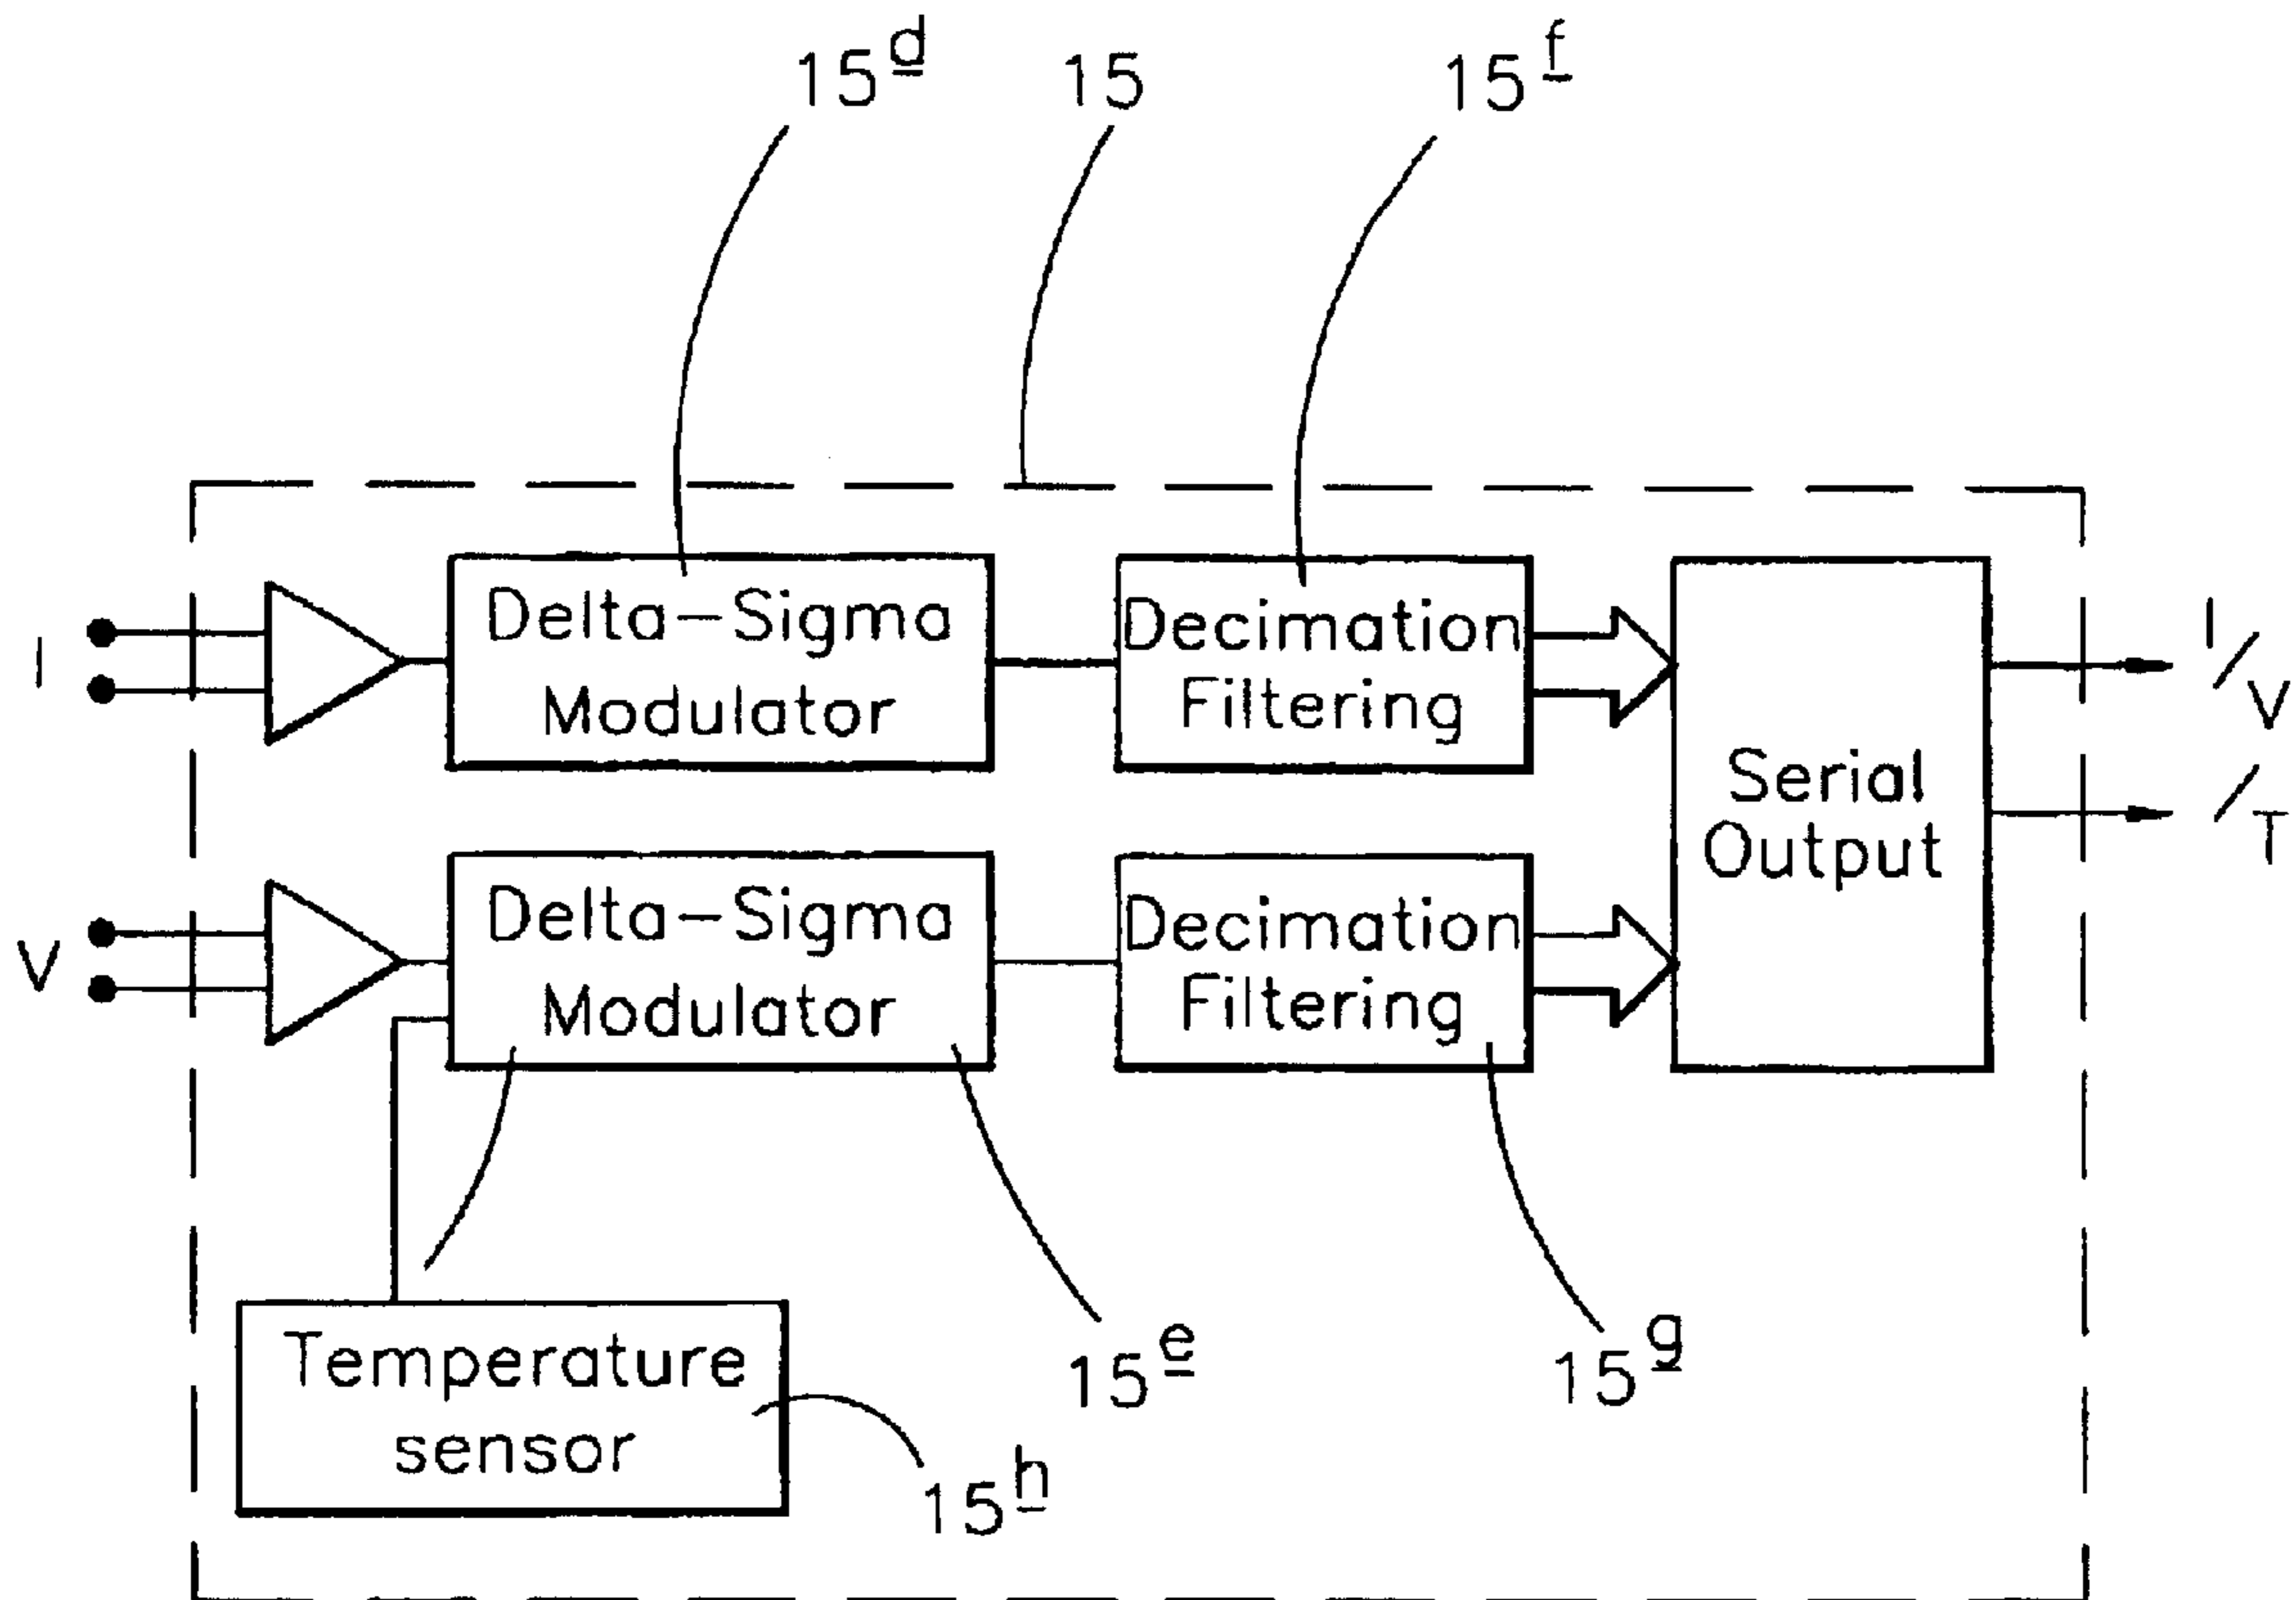 15d
15
15f
I
Delta-Sigma
Modulator
Decimation
Filtering
Serial
Output
I/V
/T
V
Delta-Sigma
Modulator
Decimation
Filtering
Temperature
sensor
15e
15g
15h